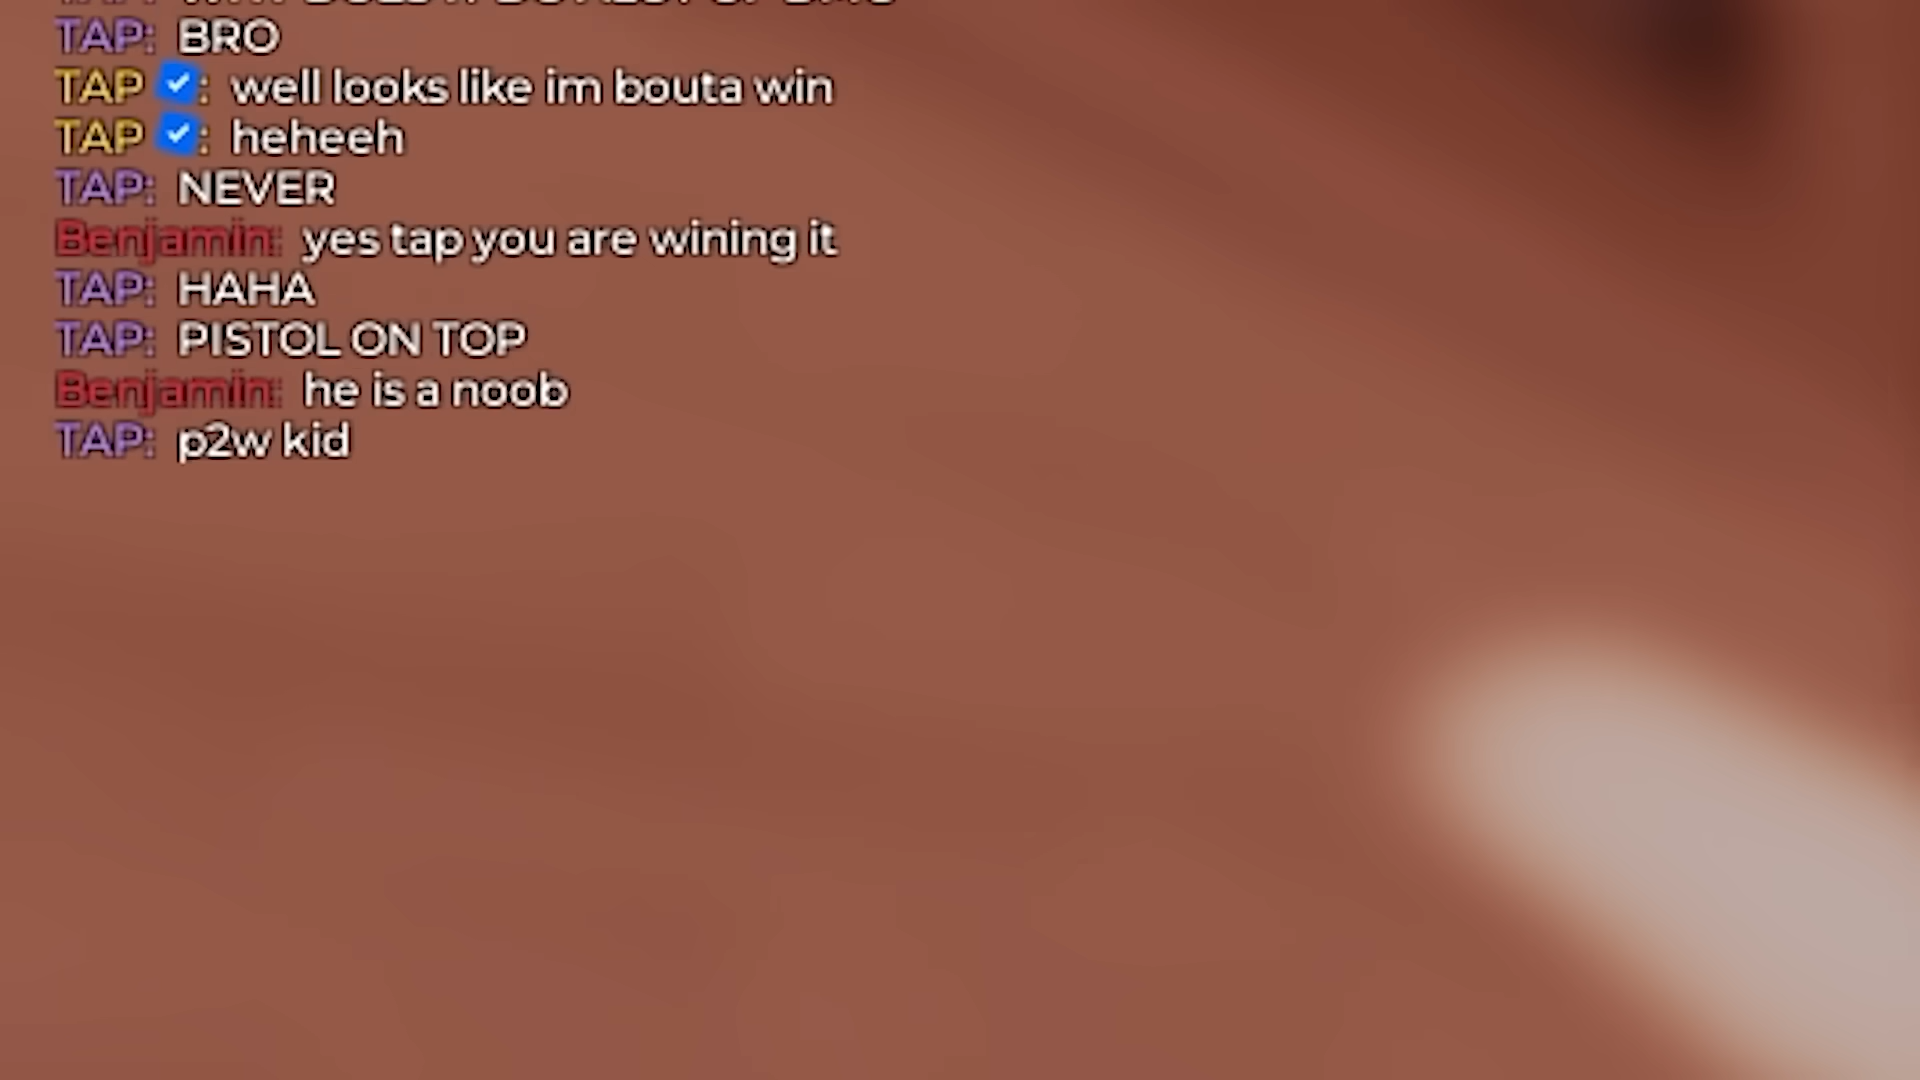 TAP: BRO
TAP ✓: well looks like im bouta win
TAP ✓: heheeh
TAP: NEVER
Benjamin: yes tap you are wining it
TAP: HAHA
TAP: PISTOL ON TOP
Benjamin: he is a noob
TAP: p2w kid